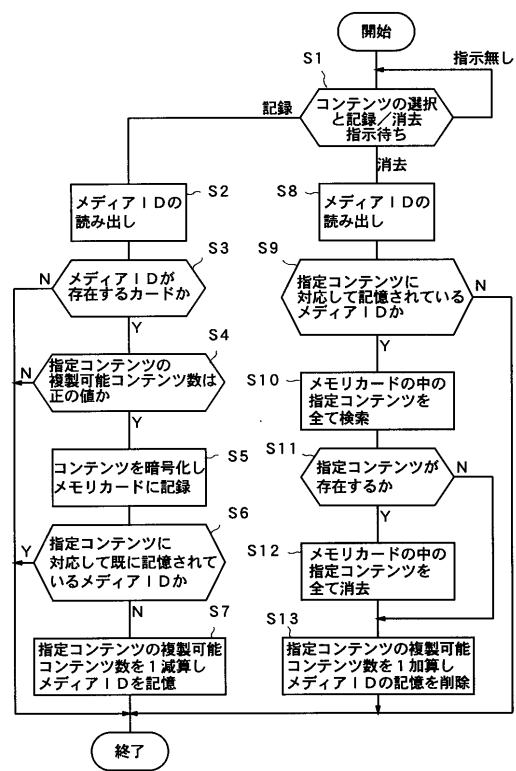 開始
S1
指示無し
コンテンツの選択
と記録／消去
指示待ち
記録
消去
S2
メディアＩＤの
読み出し
S3
メディアＩＤが
存在するカードか
N
Y
S4
指定コンテンツの
複製可能コンテンツ数は
正の値か
N
Y
S5
コンテンツを暗号化し
メモリカードに記録
S6
指定コンテンツに
対応して既に記憶されて
いるメディアＩＤか
Y
N
S7
指定コンテンツの複製可能
コンテンツ数を１減算し
メディアＩＤを記憶
S8
メディアＩＤの
読み出し
S9
指定コンテンツに
対応して記憶されている
メディアＩＤか
N
Y
S10
メモリカードの中の
指定コンテンツを
全て検索
S11
指定コンテンツが
存在するか
N
Y
S12
メモリカードの中の
指定コンテンツを
全て消去
S13
指定コンテンツの複製可能
コンテンツ数を１加算し
メディアＩＤの記憶を削除
終了